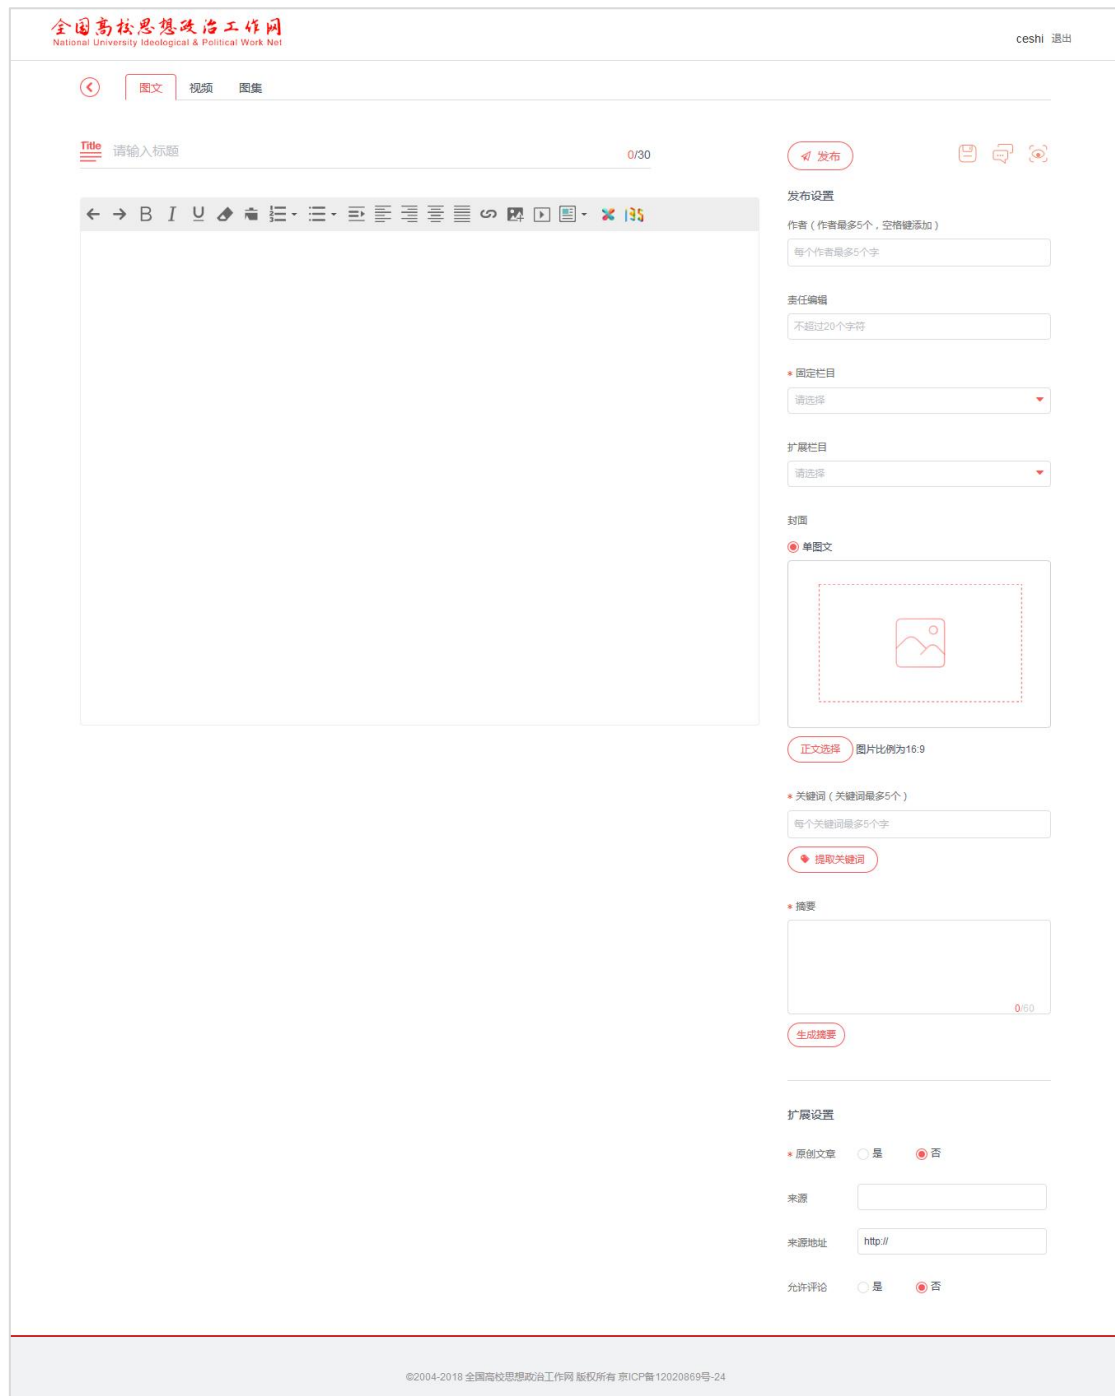 全国高校思想政治工作网
National University Ideological & Political Work Net
ceshi 退出
图文 视频 图集
Title 请输入标题 0/30
发布
发布设置
作者（作者最多5个，空格键添加）
每个作者最多5个字
责任编辑
不超过20个字符
* 固定栏目
请选择
扩展栏目
请选择
封面
单图文
正文选择 图片比例为16:9
* 关键词（关键词最多5个）
每个关键词最多5个字
提取关键词
* 摘要
0/60
生成摘要
扩展设置
* 原创文章 是 否
来源
来源地址 http://
允许评论 是 否
©2004-2018 全国高校思想政治工作网 版权所有 京ICP备12020869号-24